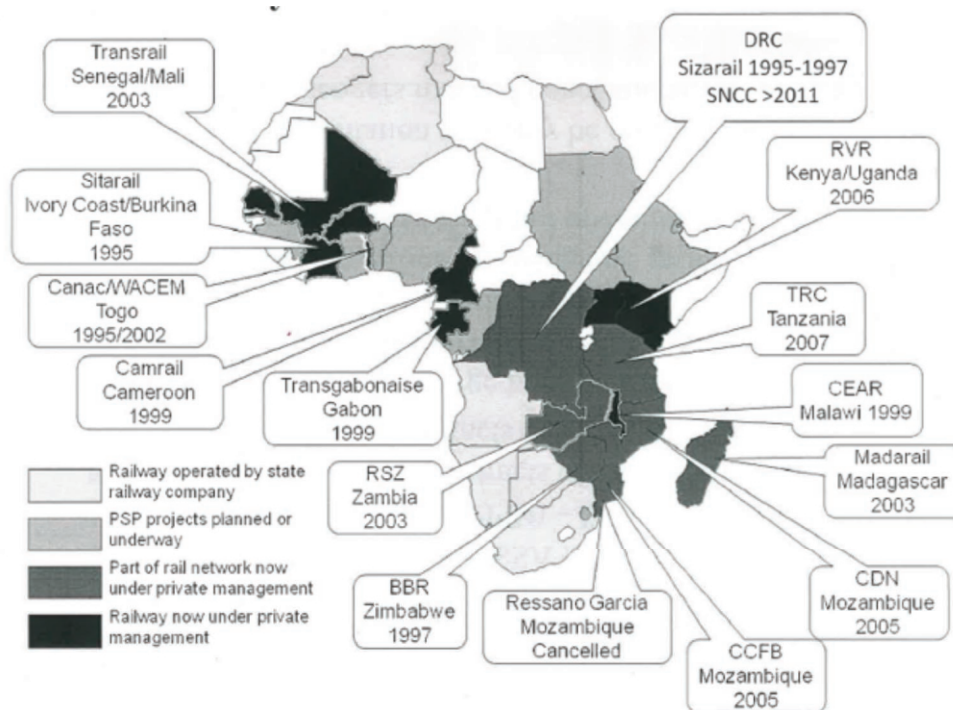 Transrail
Senegal/Mali
2003
DRC
Sizarail 1995-1997
SNCC >2011
RVR
Kenya/Uganda
2006
Sitarail
Ivory Coast/Burkina
Faso
1995
Canac/WACEM
Togo
1995/2002
TRC
Tanzania
2007
Camrail
Cameroon
1999
Transgabonaise
Gabon
1999
CEAR
Malawi 1999
RSZ
Zambia
2003
Madarail
Madagascar
2003
Railway operated by state
railway company
PSP projects planned or
underway
Part of rail network now
under private management
Railway now under private
management
BBR
Zimbabwe
1997
Ressano Garcia
Mozambique
Cancelled
CCFB
Mozambique
2005
CDN
Mozambique
2005